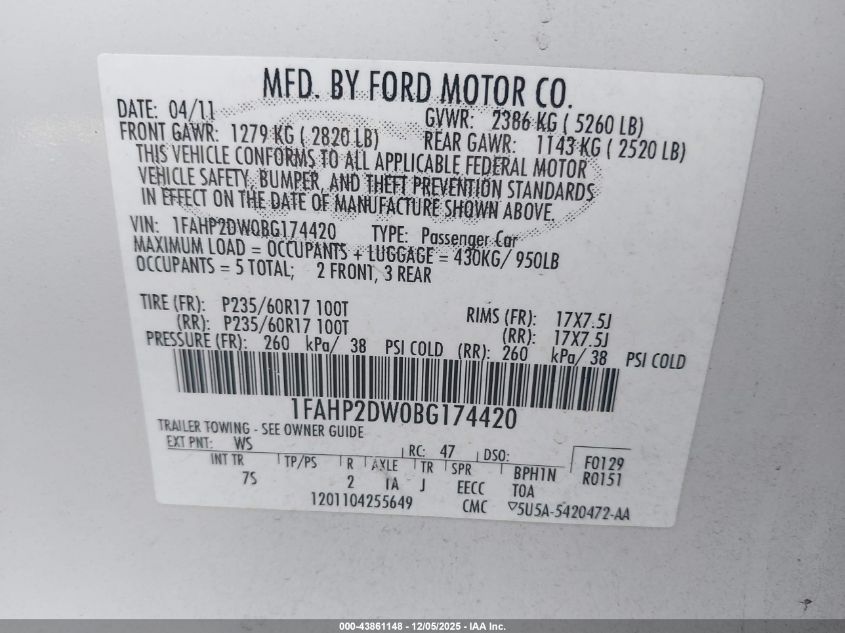 MFD. BY FORD MOTOR CO.
DATE: 04/11 GVWR: 2386 KG ( 5260 LB)
FRONT GAWR: 1279 KG ( 2820 LB) REAR GAWR: 1143 KG ( 2520 LB)
THIS VEHICLE CONFORMS TO ALL APPLICABLE FEDERAL MOTOR
VEHICLE SAFETY, BUMPER, AND THEFT PREVENTION STANDARDS
IN EFFECT ON THE DATE OF MANUFACTURE SHOWN ABOVE.
VIN: 1FAHP2DW0BG174420 TYPE: Passenger Car
MAXIMUM LOAD = OCCUPANTS + LUGGAGE = 430KG/ 950LB
OCCUPANTS = 5 TOTAL; 2 FRONT, 3 REAR
TIRE (FR): P235/60R17 100T RIMS (FR): 17X7.5J
(RR): P235/60R17 100T (RR): 17X7.5J
PRESSURE (FR): 260 kPa/ 38 PSI COLD (RR): 260 kPa/ 38 PSI COLD
1FAHP2DW0BG174420
TRAILER TOWING - SEE OWNER GUIDE
EXT PNT: WS RC: 47 DSO: F0129
INT TR TP/PS R AXLE TR SPR BPH1N R0151
7S 2 1A J EECC TOA
1201104255649 CMC ▽5U5A-5420472-AA
000-43861148 - 12/05/2025 - IAA Inc.